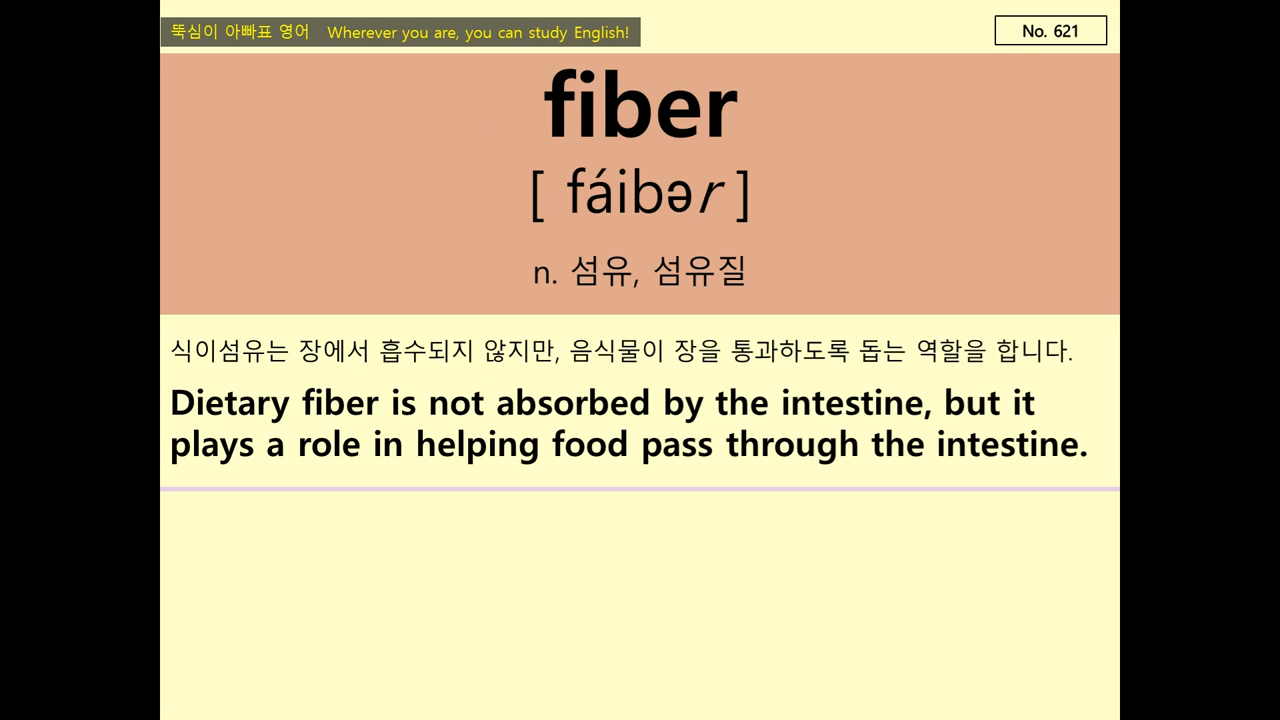 뚝심이 아빠표 영어 Wherever you are, you can study English!
No. 621
fiber
[ fáibər ]
n. 섬유, 섬유질
식이섬유는 장에서 흡수되지 않지만, 음식물이 장을 통과하도록 돕는 역할을 합니다.
Dietary fiber is not absorbed by the intestine, but it
plays a role in helping food pass through the intestine.